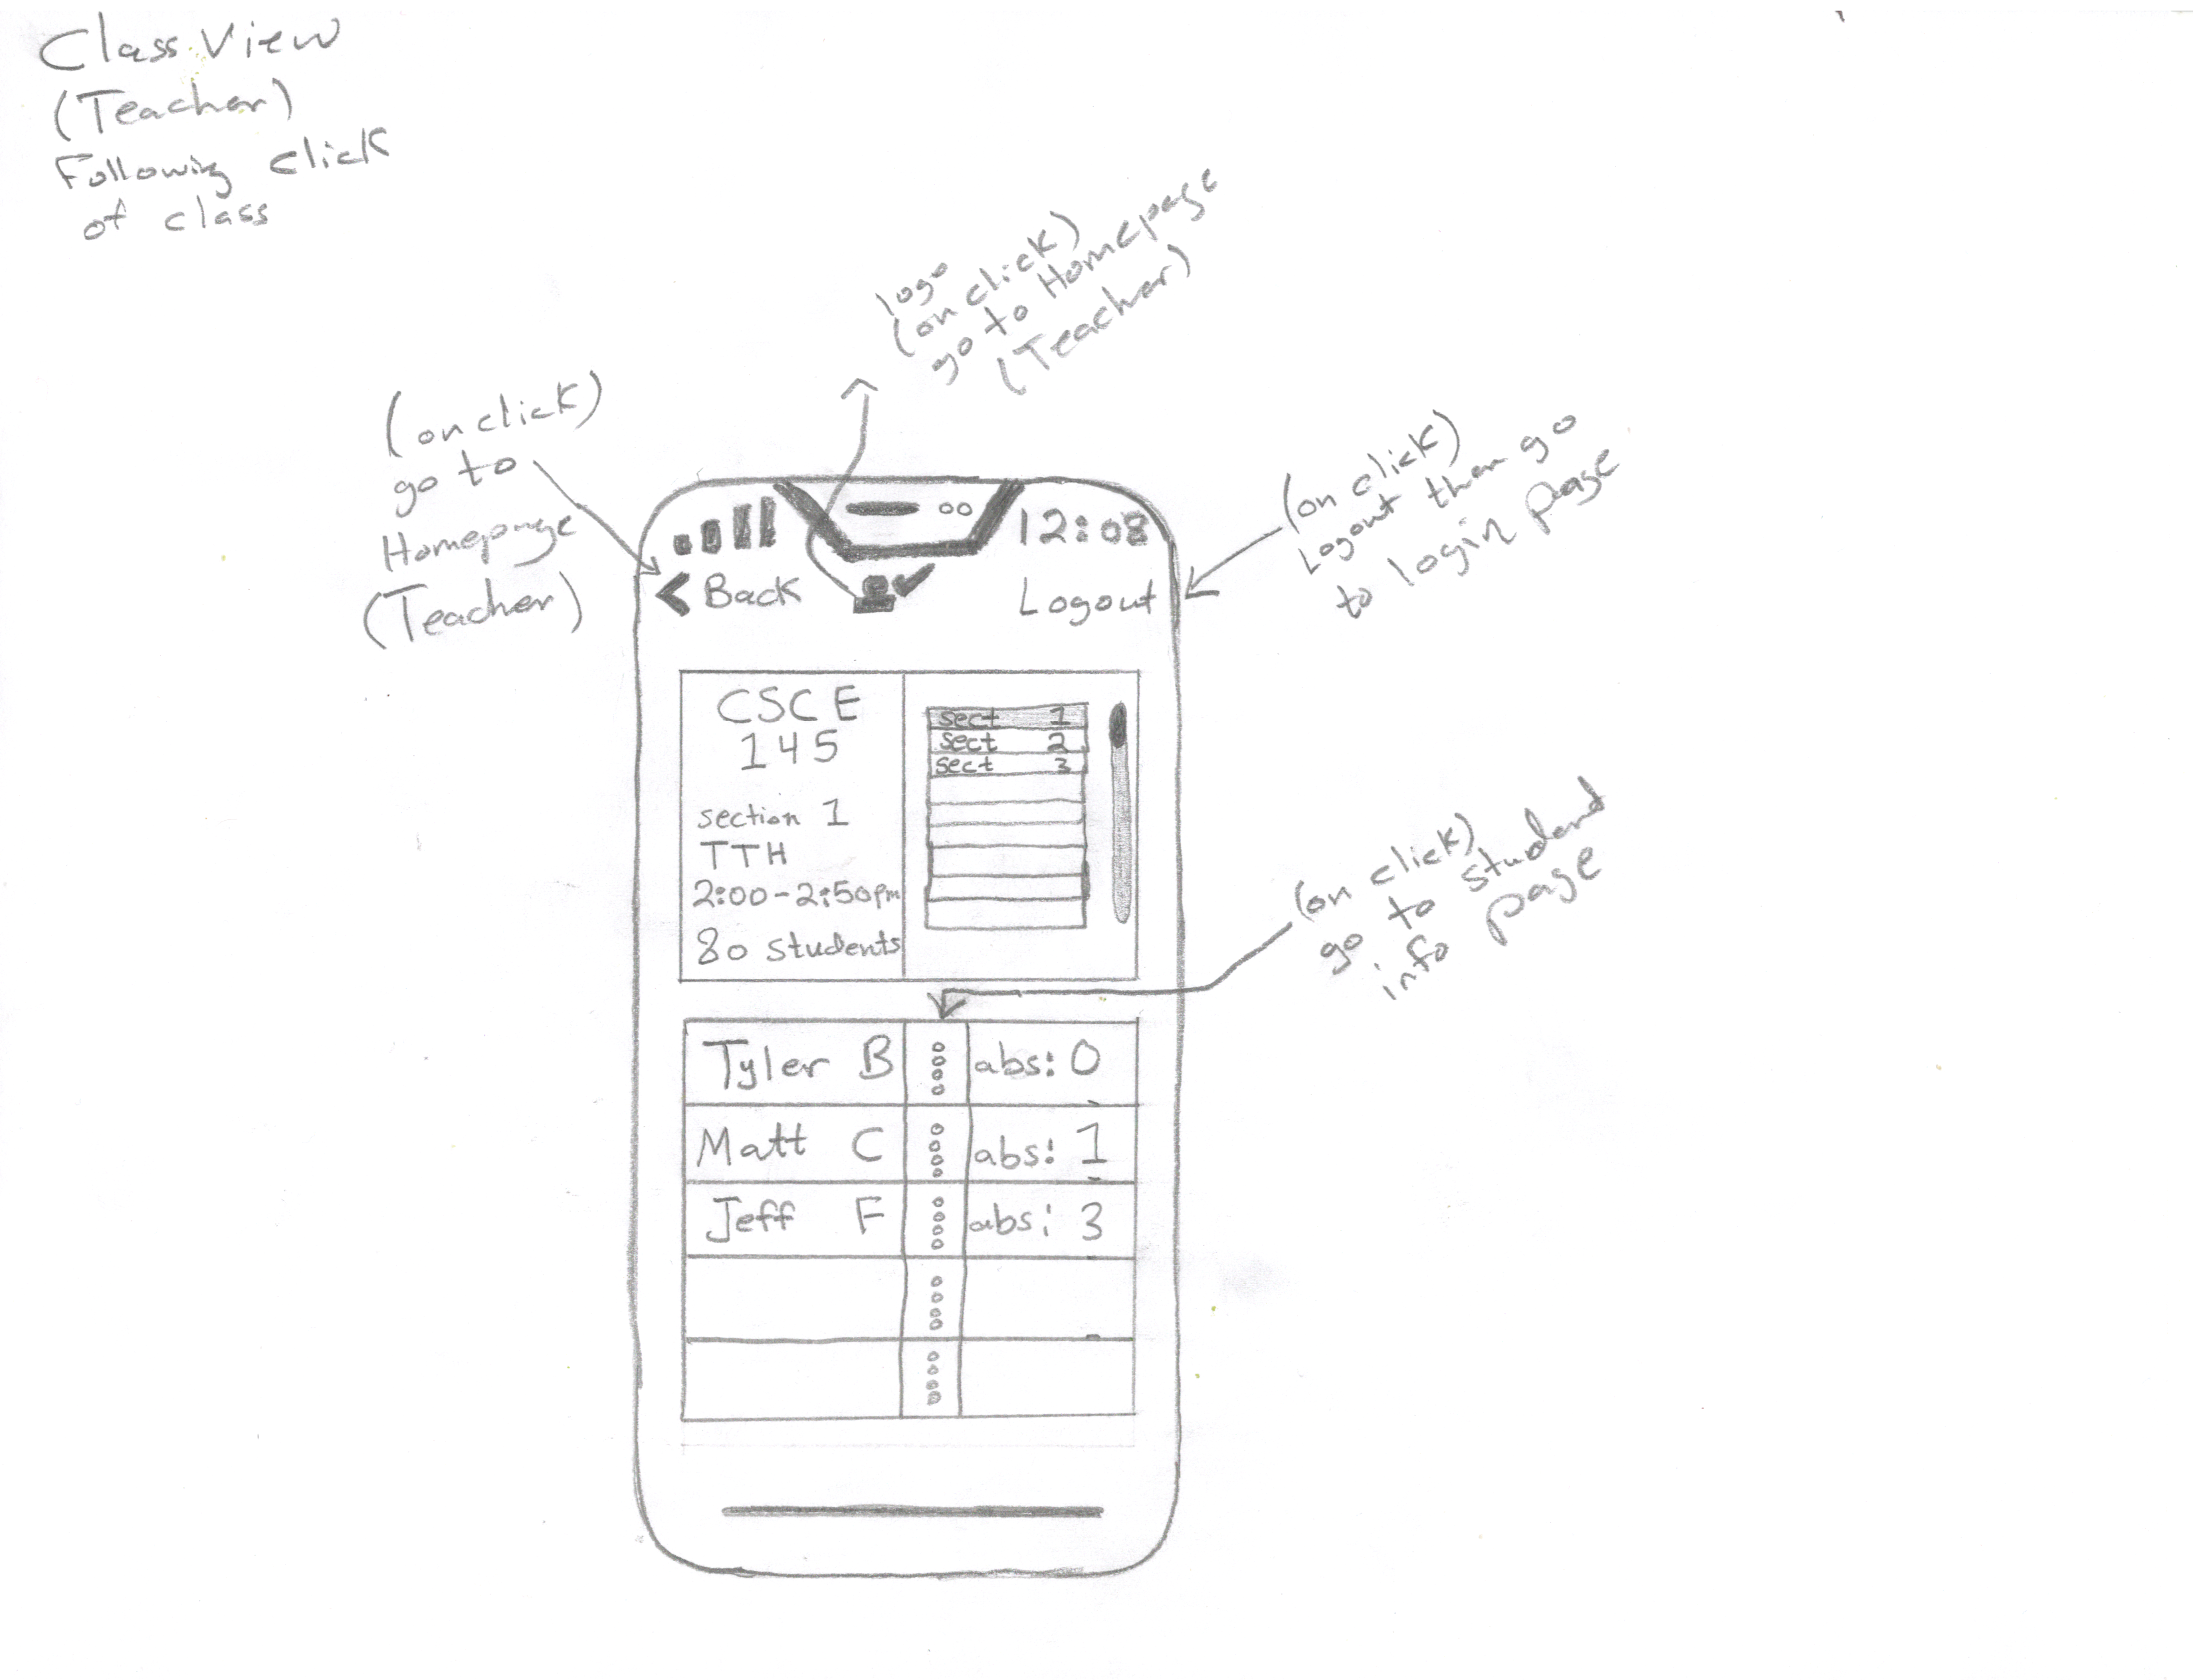 Class View
(Teacher)
Following click
of class
logo
(on click)
go to Homepage
(Teacher)
(on click)
go to
Homepage
(Teacher)
(on click)
Logout then go
to login page
12:08
< Back
Logout
CSCE
145
section 1
TTH
2:00-2:50pm
80 students
sect 1
sect 2
sect 3
(on click)
go to student
info page
Tyler B abs: 0
Matt C abs: 1
Jeff F abs: 3